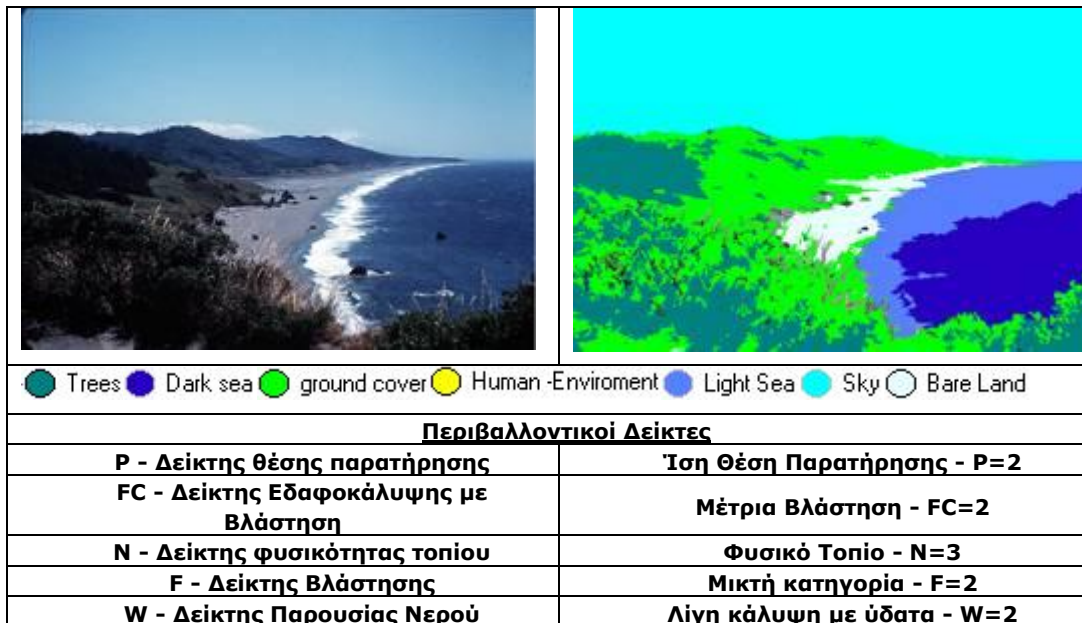 Trees Dark sea ground cover Human -Enviroment Light Sea Sky Bare Land
Περιβαλλοντικοί Δείκτες
P - Δείκτης θέσης παρατήρησης Ίση Θέση Παρατήρησης - P=2
FC - Δείκτης Εδαφοκάλυψης με
Βλάστηση
Μέτρια Βλάστηση - FC=2
N - Δείκτης φυσικότητας τοπίου Φυσικό Τοπίο - N=3
F - Δείκτης Βλάστησης Μικτή κατηγορία - F=2
W - Δείκτης Παρουσίας Νερού Λίγη κάλυψη με ύδατα - W=2